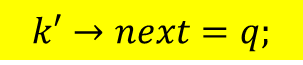 k′ → next = q;